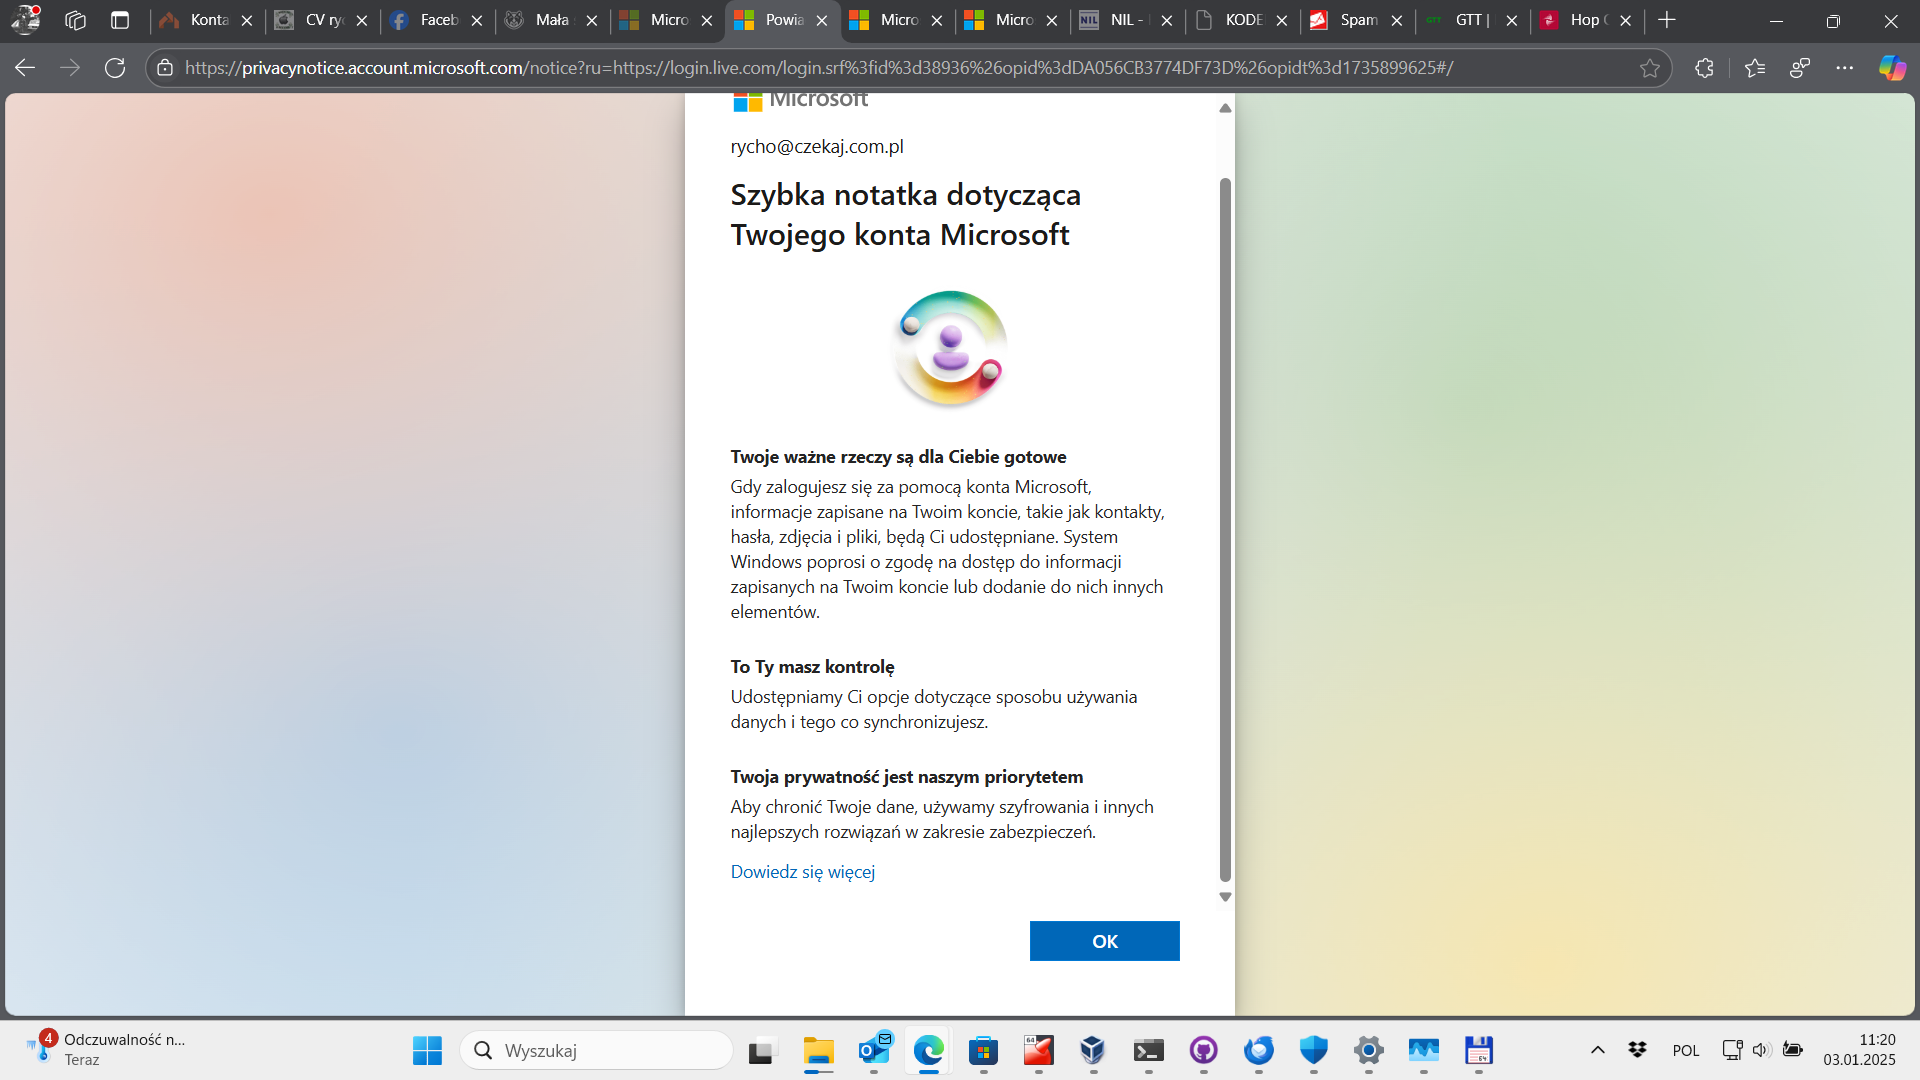 Konta
CV ryc
Faceb
Mała
Micro
Powia
Micro
Micro
NIL -
KODE
Spam
GTT |
Hop
https://privacynotice.account.microsoft.com/notice?ru=https://login.live.com/login.srf%3fid%3d38936%26opid%3dDA056CB3774DF73D%26opidt%3d1735899625#/
Microsoft
rycho@czekaj.com.pl
Szybka notatka dotycząca
Twojego konta Microsoft
Twoje ważne rzeczy są dla Ciebie gotowe
Gdy zalogujesz się za pomocą konta Microsoft,
informacje zapisane na Twoim koncie, takie jak kontakty,
hasła, zdjęcia i pliki, będą Ci udostępniane. System
Windows poprosi o zgodę na dostęp do informacji
zapisanych na Twoim koncie lub dodanie do nich innych
elementów.
To Ty masz kontrolę
Udostępniamy Ci opcje dotyczące sposobu używania
danych i tego co synchronizujesz.
Twoja prywatność jest naszym priorytetem
Aby chronić Twoje dane, używamy szyfrowania i innych
najlepszych rozwiązań w zakresie zabezpieczeń.
Dowiedz się więcej
OK
4
Odczuwalność n...
Teraz
Wyszukaj
64
64
POL
11:20
03.01.2025